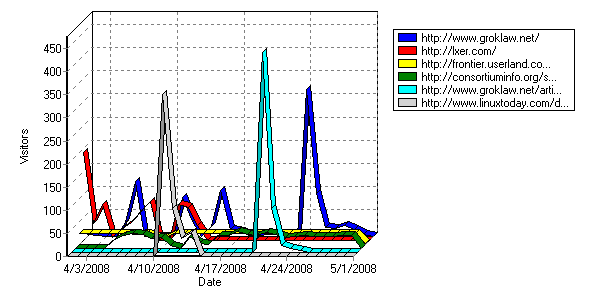 450
400
350
300
250
200
150
100
50
0
Visitors
4/3/2008 4/10/2008 4/17/2008 4/24/2008 5/1/2008
Date
http://www.groklaw.net/
http://lxer.com/
http://frontier.userland.co...
http://consortiuminfo.org/s...
http://www.groklaw.net/arti...
http://www.linuxtoday.com/d...